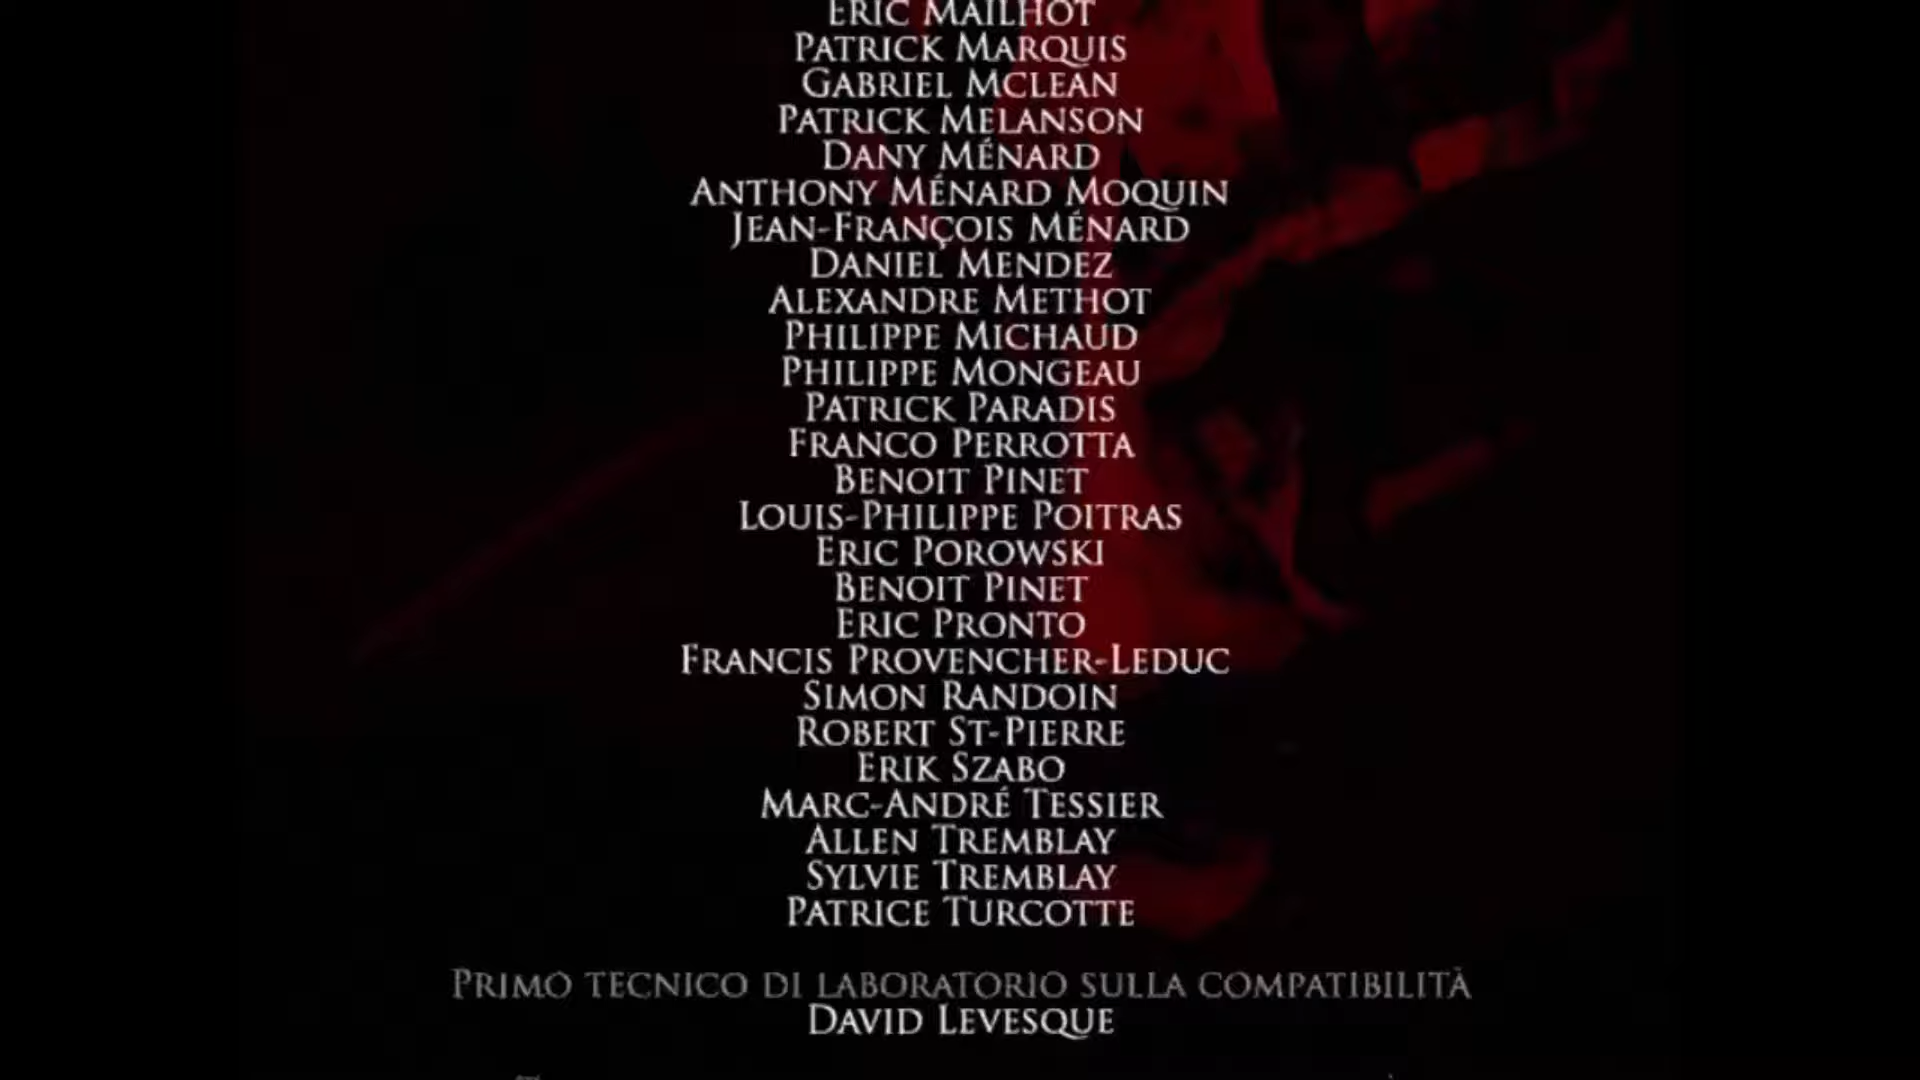 Eric Mailhot
Patrick Marquis
Gabriel Mclean
Patrick Melanson
Dany Ménard
Anthony Ménard Moquin
Jean-François Ménard
Daniel Mendez
Alexandre Methot
Philippe Michaud
Philippe Mongeau
Patrick Paradis
Franco Perrotta
Benoit Pinet
Louis-Philippe Poitras
Eric Porowski
Benoit Pinet
Eric Pronto
Francis Provencher-Leduc
Simon Randoin
Robert St-Pierre
Erik Szabo
Marc-André Tessier
Allen Tremblay
Sylvie Tremblay
Patrice Turcotte
Primo tecnico di laboratorio sulla compatibilità
David Levesque